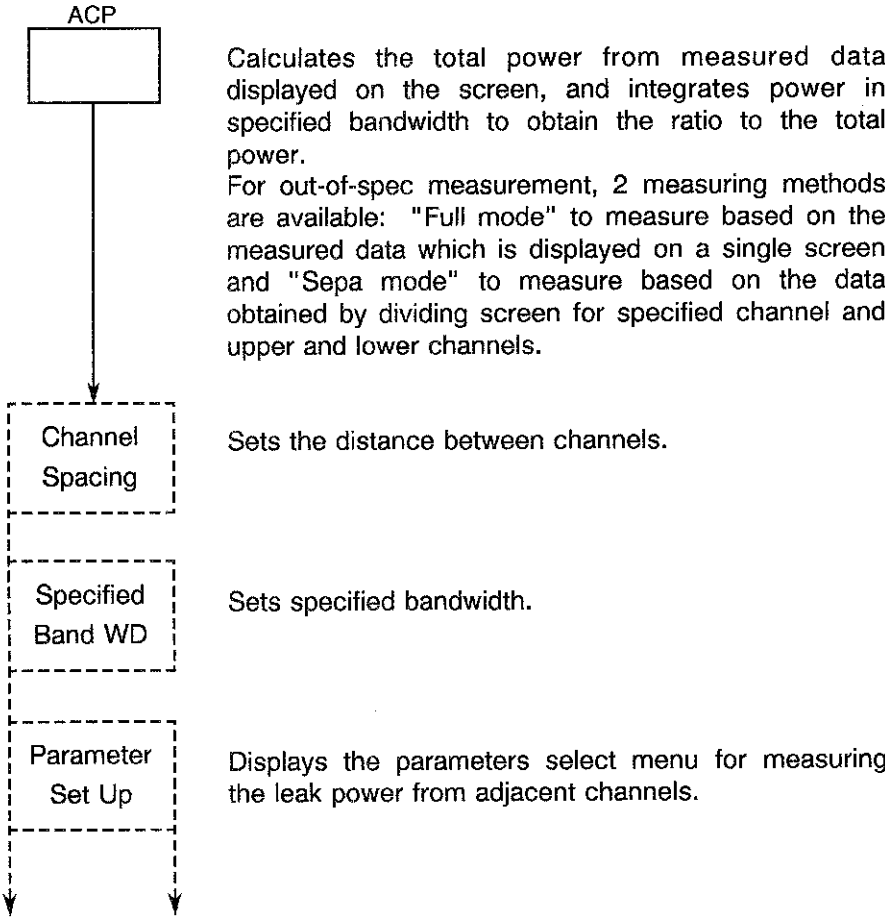 ACP
Calculates the total power from measured data
displayed on the screen, and integrates power in
specified bandwidth to obtain the ratio to the total
power.
For out-of-spec measurement, 2 measuring methods
are available: "Full mode" to measure based on the
measured data which is displayed on a single screen
and "Sepa mode" to measure based on the data
obtained by dividing screen for specified channel and
upper and lower channels.
Channel
Spacing
Sets the distance between channels.
Specified
Band WD
Sets specified bandwidth.
Parameter
Set Up
Displays the parameters select menu for measuring
the leak power from adjacent channels.